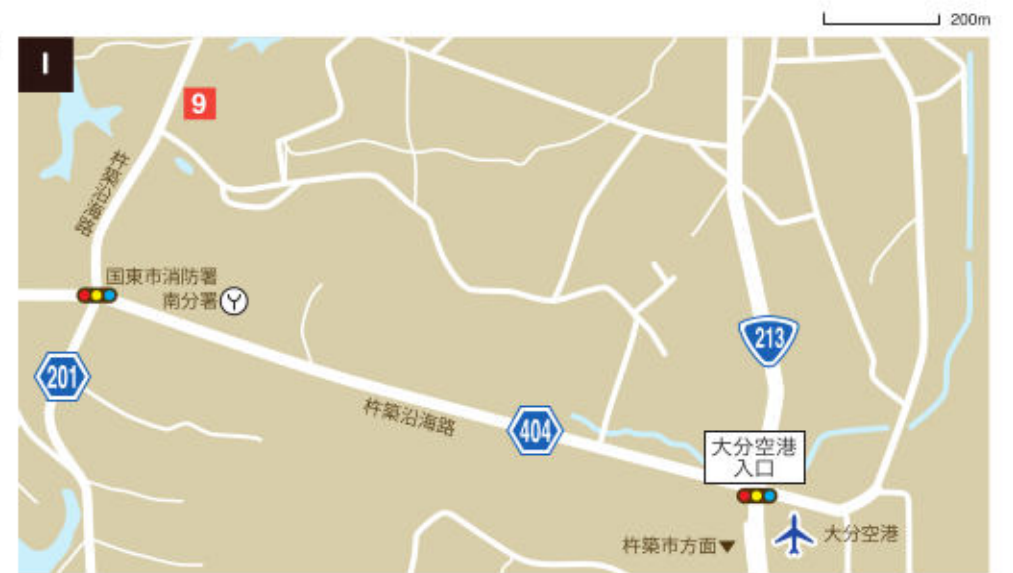 200m
I
9
杵築沿海路
国東市消防署
南分署
201
213
杵築沿海路
404
大分空港
入口
大分空港
杵築市方面▼